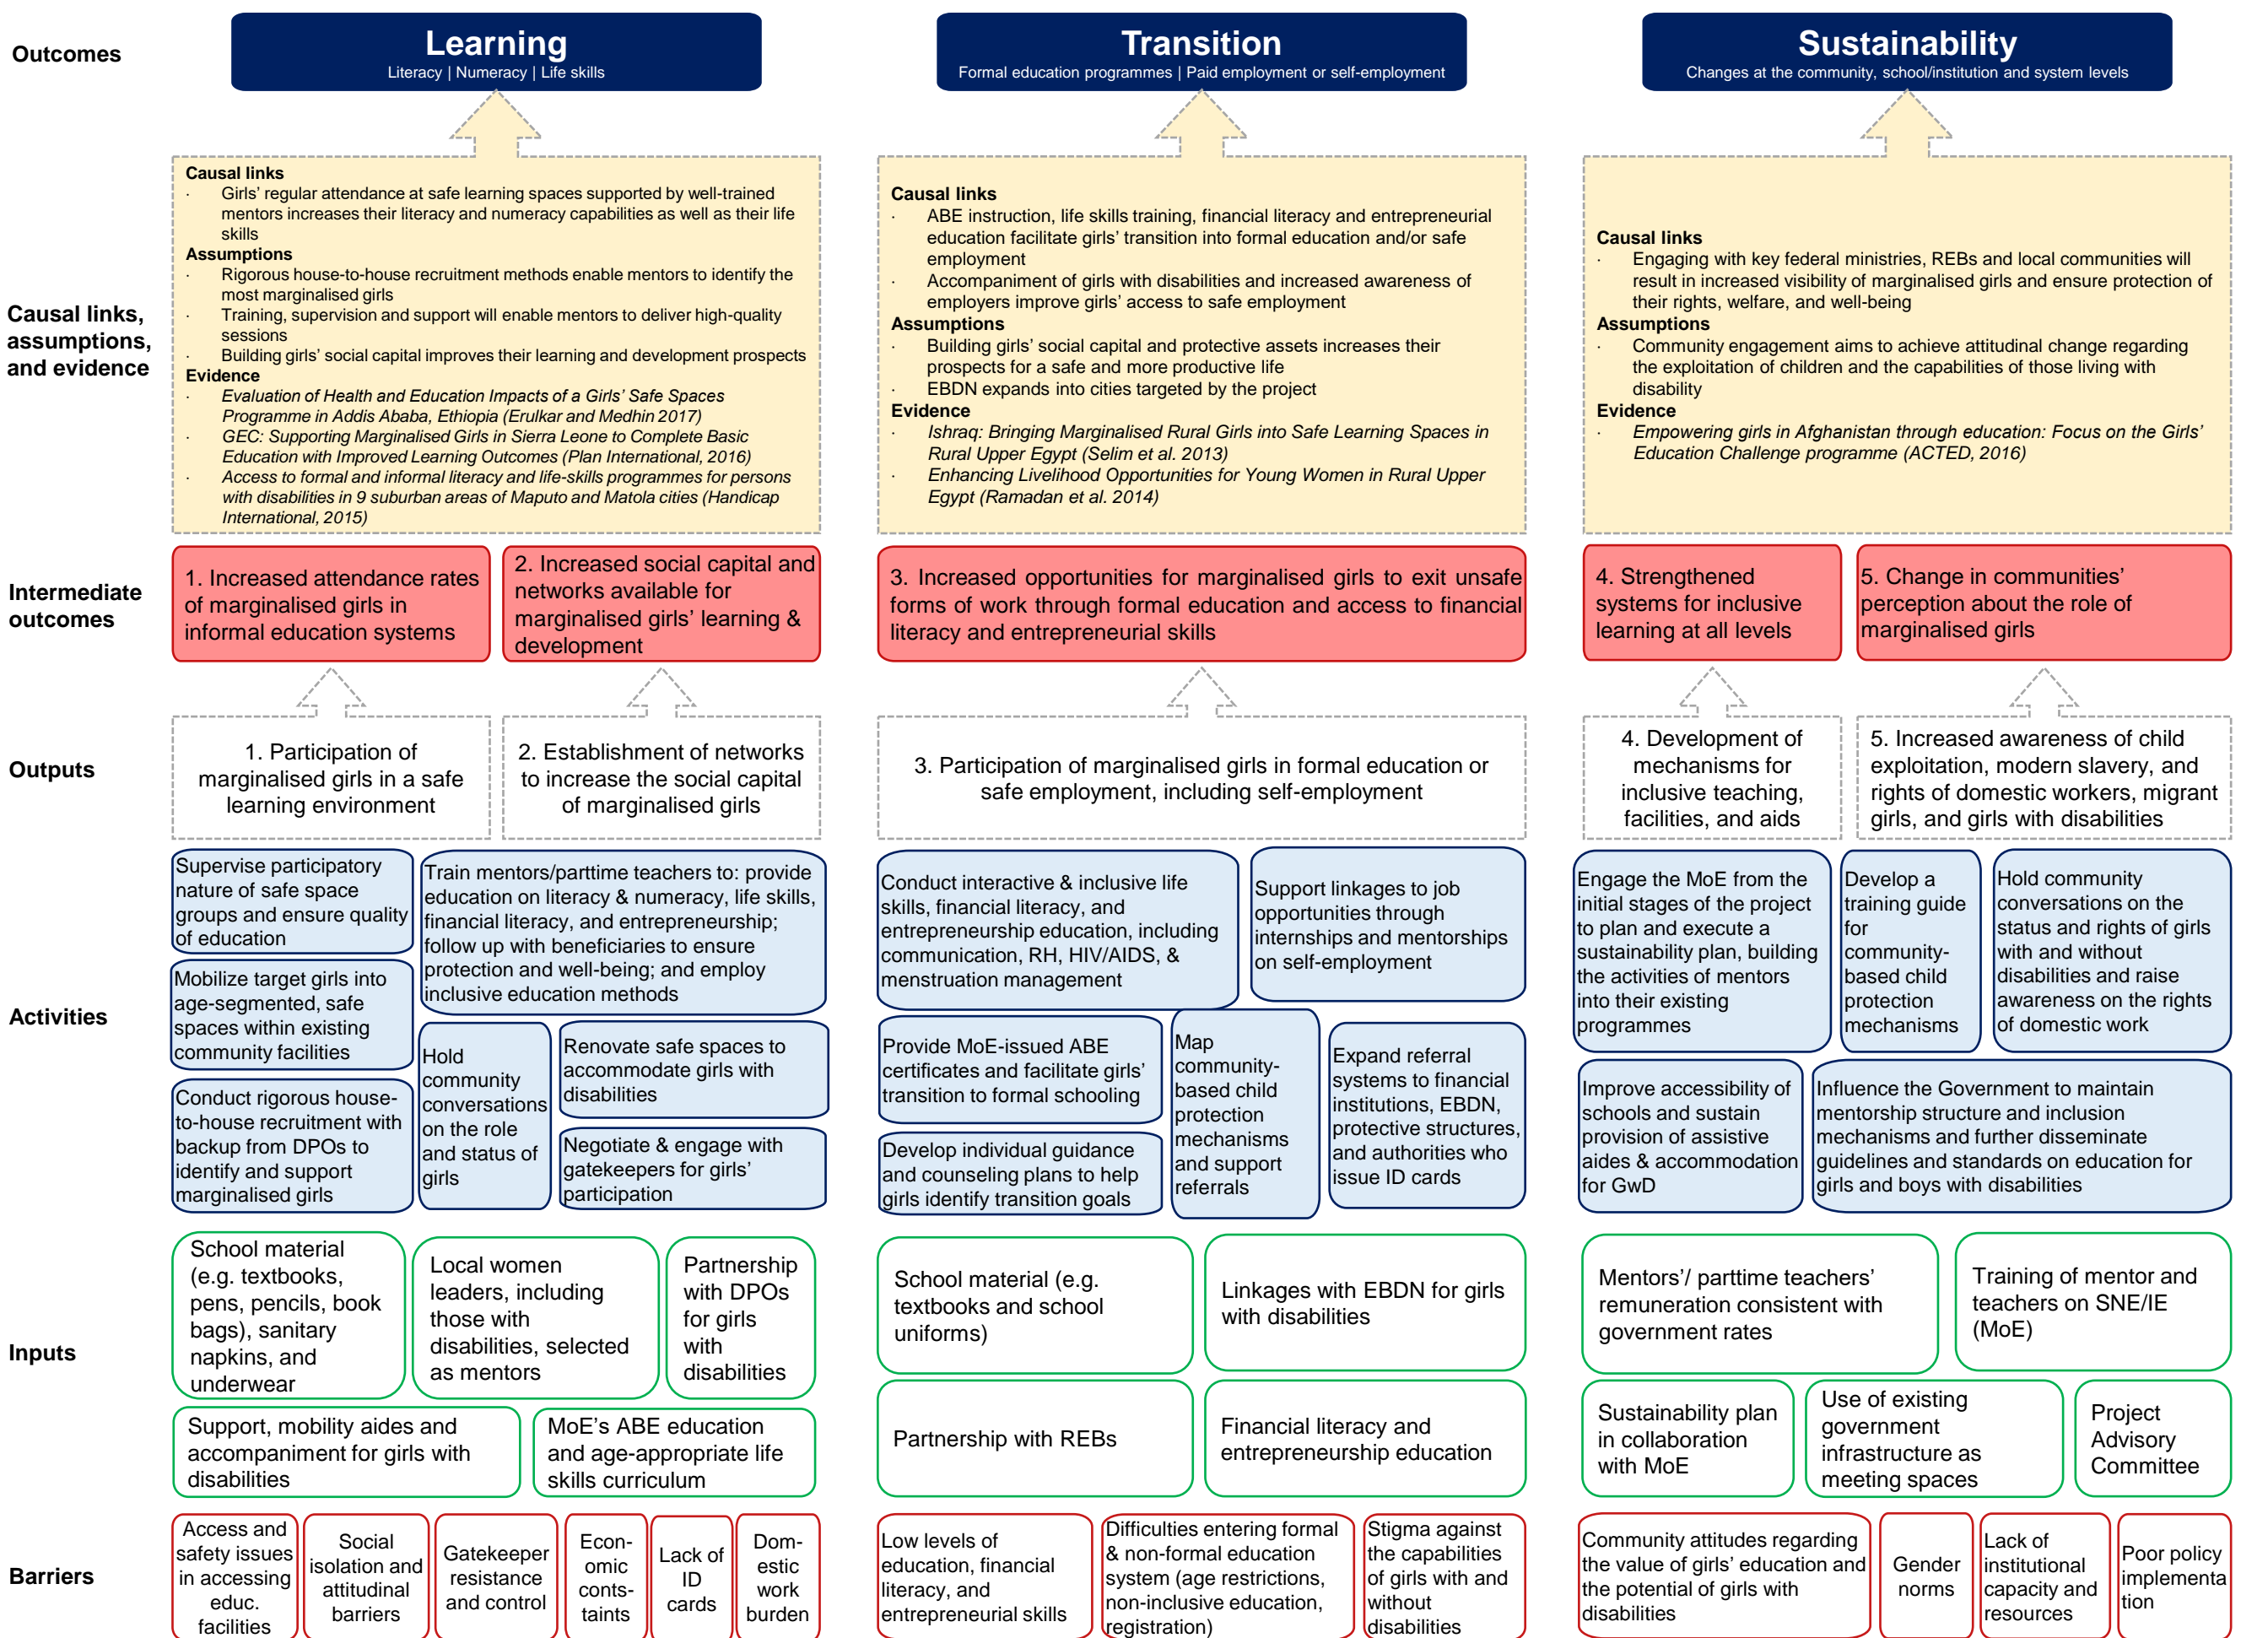 Outcomes
Learning
Literacy | Numeracy | Life skills
Transition
Formal education programmes | Paid employment or self-employment
Sustainability
Changes at the community, school/institution and system levels
Causal links,
assumptions,
and evidence
Causal links
· Girls’ regular attendance at safe learning spaces supported by well-trained
mentors increases their literacy and numeracy capabilities as well as their life
skills
Assumptions
· Rigorous house-to-house recruitment methods enable mentors to identify the
most marginalised girls
· Training, supervision and support will enable mentors to deliver high-quality
sessions
· Building girls’ social capital improves their learning and development prospects
Evidence
· Evaluation of Health and Education Impacts of a Girls’ Safe Spaces
Programme in Addis Ababa, Ethiopia (Erulkar and Medhin 2017)
· GEC: Supporting Marginalised Girls in Sierra Leone to Complete Basic
Education with Improved Learning Outcomes (Plan International, 2016)
· Access to formal and informal literacy and life-skills programmes for persons
with disabilities in 9 suburban areas of Maputo and Matola cities (Handicap
International, 2015)
Causal links
· ABE instruction, life skills training, financial literacy and entrepreneurial
education facilitate girls’ transition into formal education and/or safe
employment
· Accompaniment of girls with disabilities and increased awareness of
employers improve girls’ access to safe employment
Assumptions
· Building girls’ social capital and protective assets increases their
prospects for a safe and more productive life
· EBDN expands into cities targeted by the project
Evidence
· Ishraq: Bringing Marginalised Rural Girls into Safe Learning Spaces in
Rural Upper Egypt (Selim et al. 2013)
· Enhancing Livelihood Opportunities for Young Women in Rural Upper
Egypt (Ramadan et al. 2014)
Causal links
· Engaging with key federal ministries, REBs and local communities will
result in increased visibility of marginalised girls and ensure protection of
their rights, welfare, and well-being
Assumptions
· Community engagement aims to achieve attitudinal change regarding
the exploitation of children and the capabilities of those living with
disability
Evidence
· Empowering girls in Afghanistan through education: Focus on the Girls’
Education Challenge programme (ACTED, 2016)
Intermediate
outcomes
1. Increased attendance rates
of marginalised girls in
informal education systems
2. Increased social capital and
networks available for
marginalised girls’ learning &
development
3. Increased opportunities for marginalised girls to exit unsafe
forms of work through formal education and access to financial
literacy and entrepreneurial skills
4. Strengthened
systems for inclusive
learning at all levels
5. Change in communities’
perception about the role of
marginalised girls
Outputs
1. Participation of
marginalised girls in a safe
learning environment
2. Establishment of networks
to increase the social capital
of marginalised girls
3. Participation of marginalised girls in formal education or
safe employment, including self-employment
4. Development of
mechanisms for
inclusive teaching,
facilities, and aids
5. Increased awareness of child
exploitation, modern slavery, and
rights of domestic workers, migrant
girls, and girls with disabilities
Activities
Supervise participatory
nature of safe space
groups and ensure quality
of education
Mobilize target girls into
age-segmented, safe
spaces within existing
community facilities
Conduct rigorous house-
to-house recruitment with
backup from DPOs to
identify and support
marginalised girls
Train mentors/parttime teachers to: provide
education on literacy & numeracy, life skills,
financial literacy, and entrepreneurship;
follow up with beneficiaries to ensure
protection and well-being; and employ
inclusive education methods
Hold
community
conversations
on the role
and status of
girls
Renovate safe spaces to
accommodate girls with
disabilities
Negotiate & engage with
gatekeepers for girls’
participation
Conduct interactive & inclusive life
skills, financial literacy, and
entrepreneurship education, including
communication, RH, HIV/AIDS, &
menstruation management
Support linkages to job
opportunities through
internships and mentorships
on self-employment
Provide MoE-issued ABE
certificates and facilitate girls’
transition to formal schooling
Develop individual guidance
and counseling plans to help
girls identify transition goals
Map
community-
based child
protection
mechanisms
and support
referrals
Expand referral
systems to financial
institutions, EBDN,
protective structures,
and authorities who
issue ID cards
Engage the MoE from the
initial stages of the project
to plan and execute a
sustainability plan, building
the activities of mentors
into their existing
programmes
Develop a
training guide
for
community-
based child
protection
mechanisms
Hold community
conversations on the
status and rights of girls
with and without
disabilities and raise
awareness on the rights
of domestic work
Improve accessibility of
schools and sustain
provision of assistive
aides & accommodation
for GwD
Influence the Government to maintain
mentorship structure and inclusion
mechanisms and further disseminate
guidelines and standards on education for
girls and boys with disabilities
Inputs
School material
(e.g. textbooks,
pens, pencils, book
bags), sanitary
napkins, and
underwear
Local women
leaders, including
those with
disabilities, selected
as mentors
Partnership
with DPOs
for girls
with
disabilities
Support, mobility aides and
accompaniment for girls with
disabilities
MoE’s ABE education
and age-appropriate life
skills curriculum
School material (e.g.
textbooks and school
uniforms)
Linkages with EBDN for girls
with disabilities
Partnership with REBs
Financial literacy and
entrepreneurship education
Mentors’/ parttime teachers’
remuneration consistent with
government rates
Training of mentor and
teachers on SNE/IE
(MoE)
Sustainability plan
in collaboration
with MoE
Use of existing
government
infrastructure as
meeting spaces
Project
Advisory
Committee
Barriers
Access and
safety issues
in accessing
educ.
facilities
Social
isolation and
attitudinal
barriers
Gatekeeper
resistance
and control
Econ-
omic
conts-
taints
Lack of
ID
cards
Dom-
estic
work
burden
Low levels of
education, financial
literacy, and
entrepreneurial skills
Difficulties entering formal
& non-formal education
system (age restrictions,
non-inclusive education,
registration)
Stigma against
the capabilities
of girls with and
without
disabilities
Community attitudes regarding
the value of girls’ education and
the potential of girls with
disabilities
Gender
norms
Lack of
institutional
capacity and
resources
Poor policy
implementa
tion